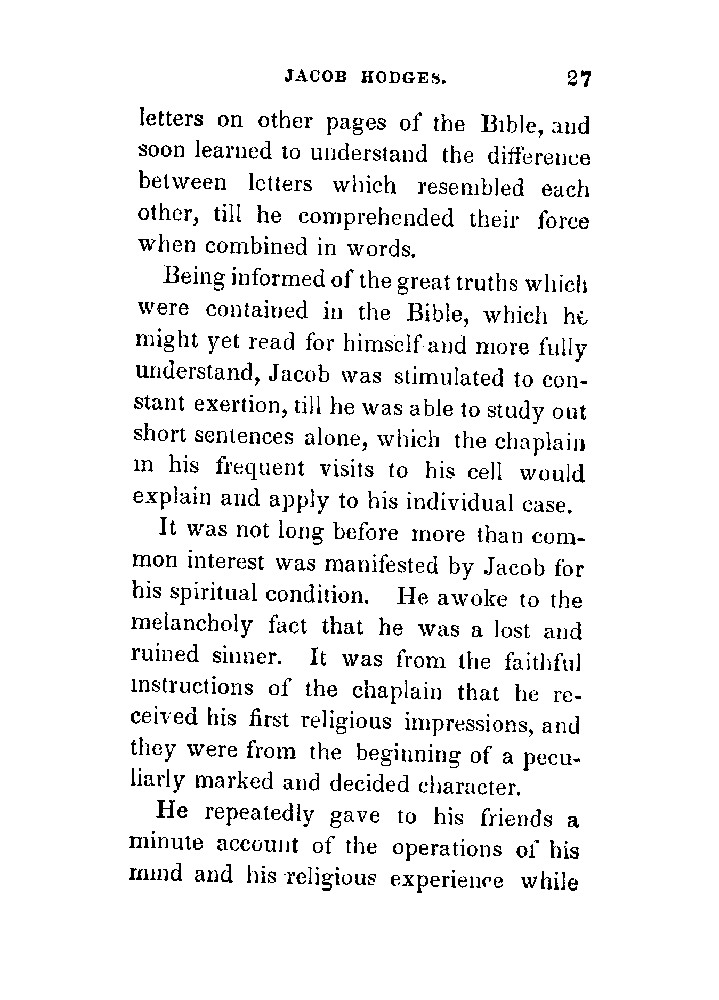 JACOB HODGES. 27
letters on other pages of the Bible, and
soon learned to understand the difference
between letters which resembled each
other, till he comprehended their force
when combined in words.
Being informed of the great truths which
were contained in the Bible, which he
might yet read for himself and more fully
understand, Jacob was stimulated to con-
stant exertion, till he was able to study out
short sentences alone, which the chaplain
in his frequent visits to his cell would
explain and apply to his individual case.
It was not long before more than com-
mon interest was manifested by Jacob for
his spiritual condition. He awoke to the
melancholy fact that he was a lost and
ruined sinner. It was from the faithful
instructions of the chaplain that he re-
ceived his first religious impressions, and
they were from the beginning of a pecu-
liarly marked and decided character.
He repeatedly gave to his friends a
minute account of the operations of his
mind and his religious experience while